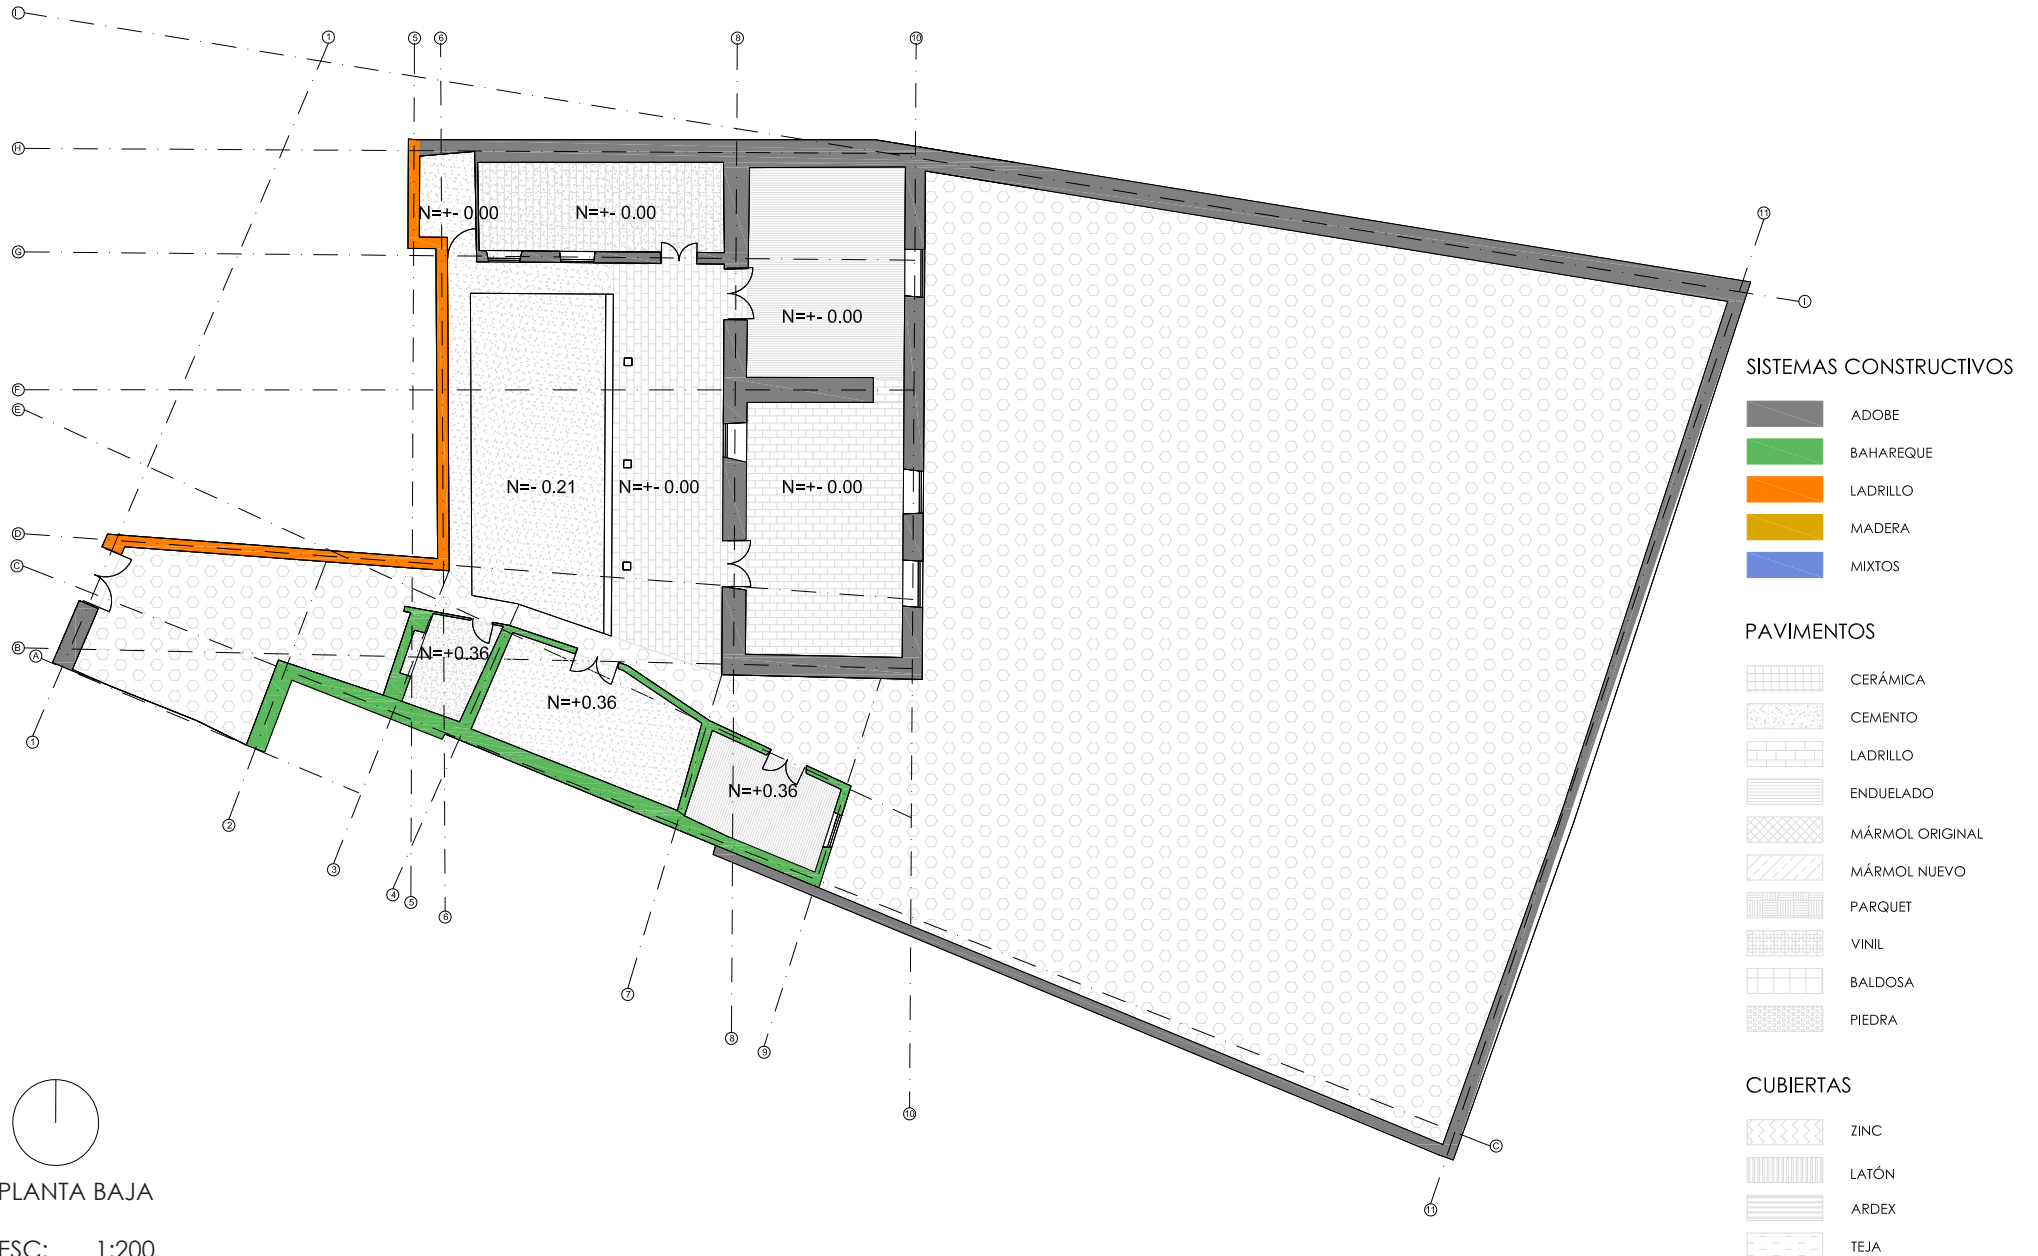 I
1
5
6
8
10
H
G
F
E
D
C
B
A
11
I
N=+- 0.00
N=+- 0.00
N=+- 0.00
N=- 0.21
N=+- 0.00
N=+- 0.00
N=+0.36
N=+0.36
N=+0.36
1
2
3
4
5
6
7
8
9
10
C
11
SISTEMAS CONSTRUCTIVOS
ADOBE
BAHAREQUE
LADRILLO
MADERA
MIXTOS
PAVIMENTOS
CERÁMICA
CEMENTO
LADRILLO
ENDUELADO
MÁRMOL ORIGINAL
MÁRMOL NUEVO
PARQUET
VINIL
BALDOSA
PIEDRA
CUBIERTAS
ZINC
LATÓN
ARDEX
TEJA
PLANTA BAJA
ESC: 1:200